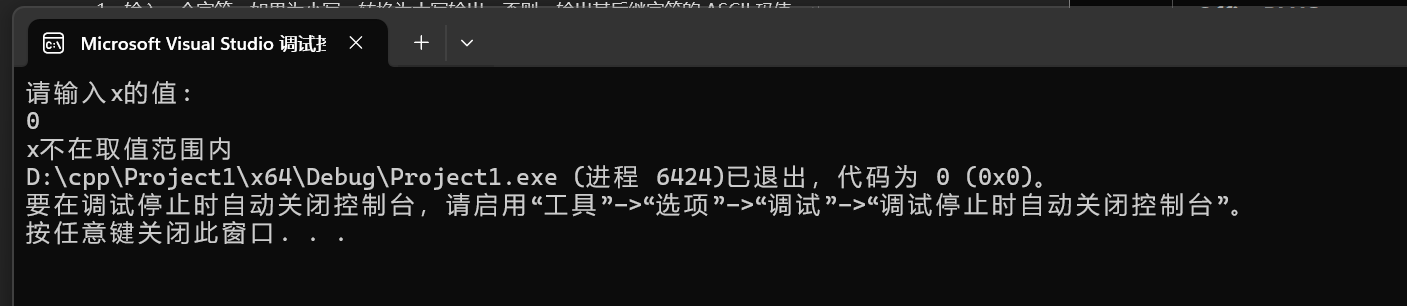 Microsoft Visual Studio 调试控
请输入x的值：
0
x不在取值范围内
D:\cpp\Project1\x64\Debug\Project1.exe (进程 6424)已退出，代码为 0 (0x0)。
要在调试停止时自动关闭控制台，请启用“工具”->“选项”->“调试”->“调试停止时自动关闭控制台”。
按任意键关闭此窗口. . .